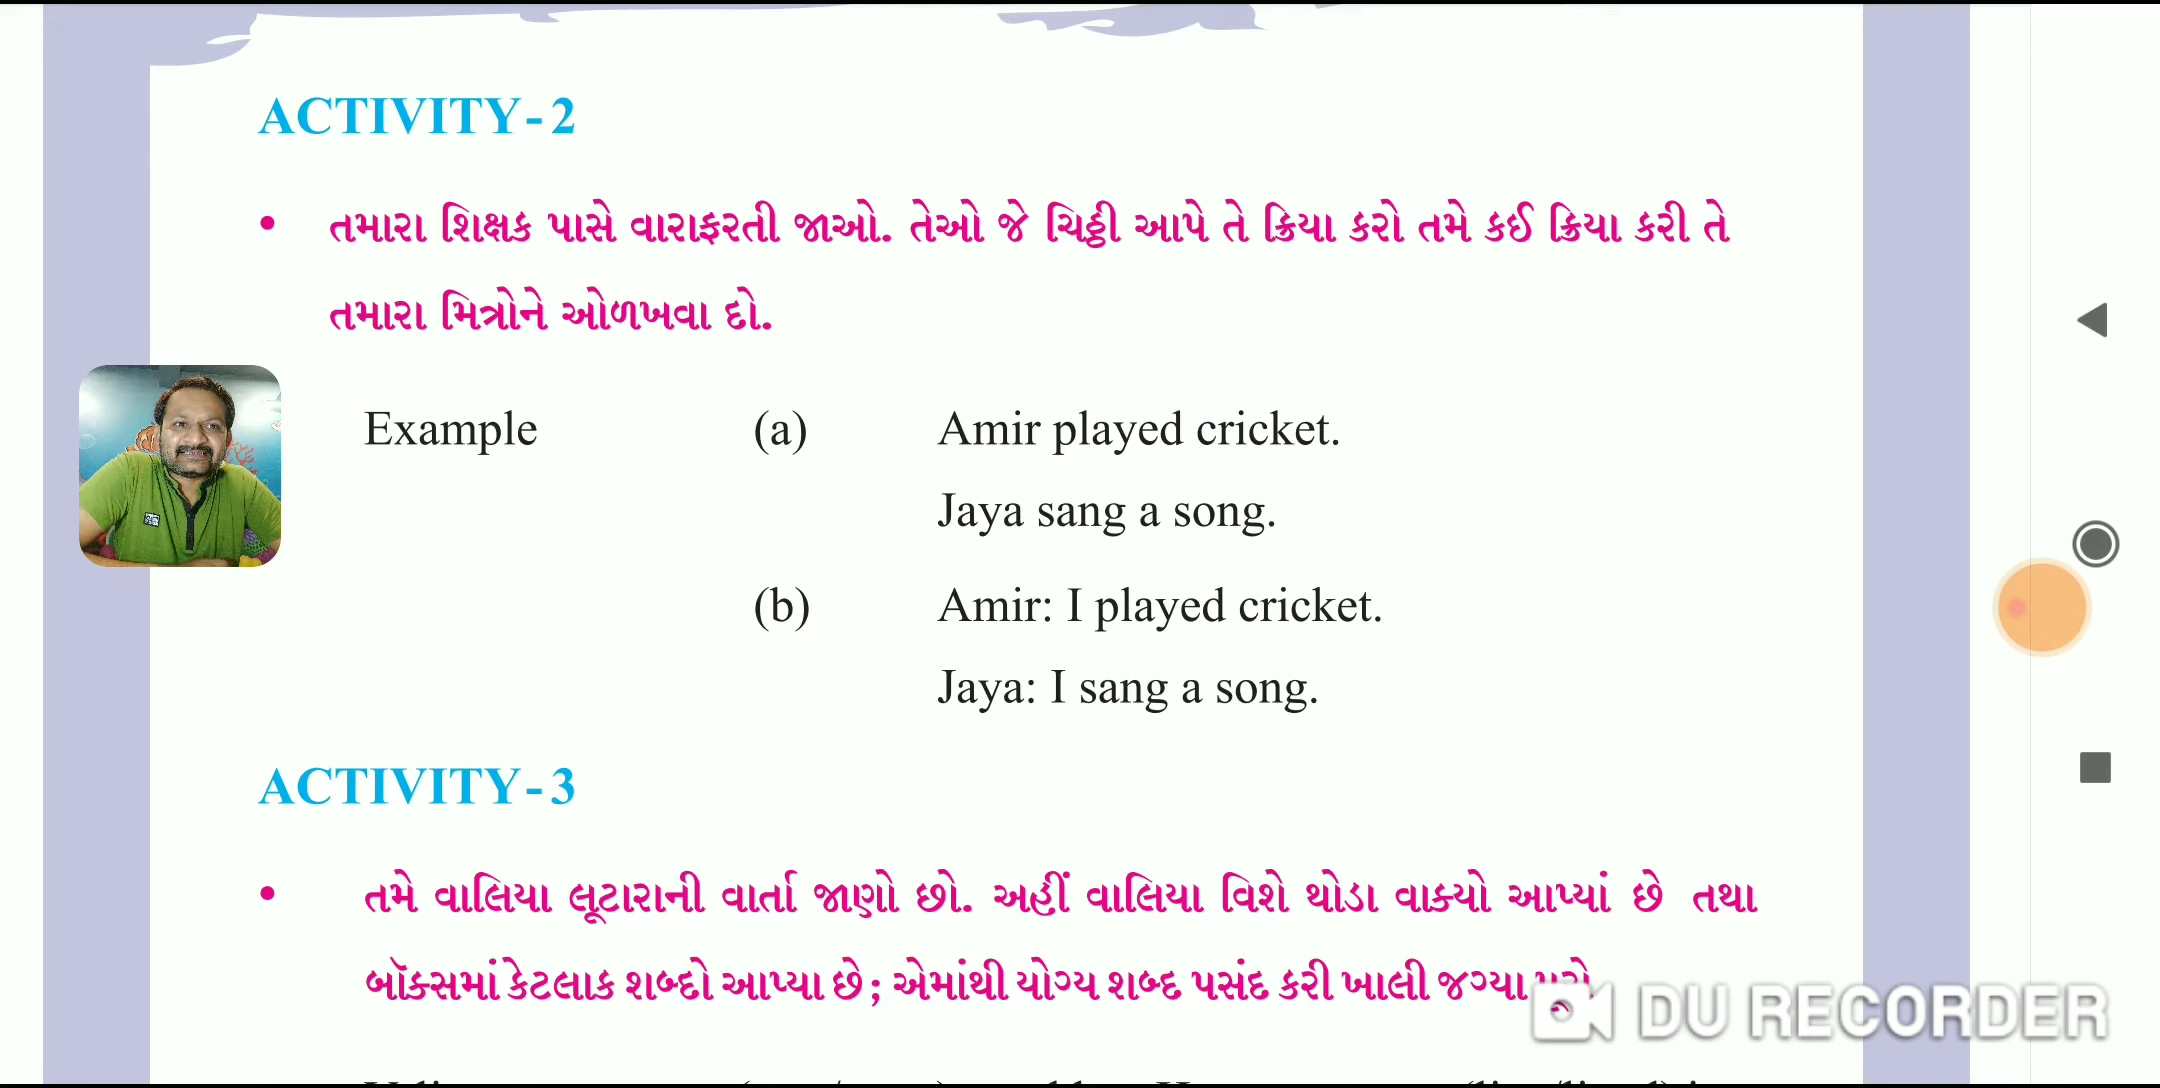 ACTIVITY-2
• તમારા શિક્ષક પાસે વારાફરતી જાઓ. તેઓ જે ચિઠ્ઠી આપે તે ક્રિયા કરો તમે કઈ ક્રિયા કરી તે
તમારા મિત્રોને ઓળખવા દો.
Example (a) Amir played cricket.
Jaya sang a song.
(b) Amir: I played cricket.
Jaya: I sang a song.
ACTIVITY-3
• તમે વાલિયા લૂટારાની વાર્તા જાણો છો. અહીં વાલિયા વિશે થોડા વાક્યો આપ્યાં છે તથા
બૉક્સમાં કેટલાક શબ્દો આપ્યા છે; એમાંથી યોગ્ય શબ્દ પસંદ કરી ખાલી જગ્યા
DU RECORDER